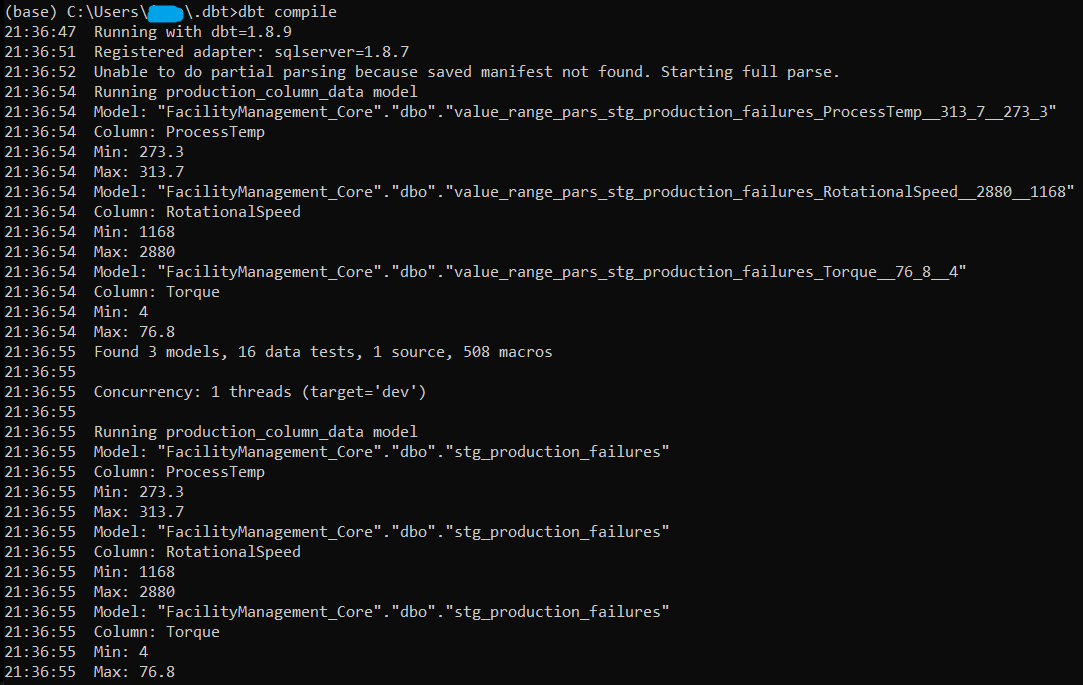 (base) C:\Users\ \.dbt>dbt compile
21:36:47  Running with dbt=1.8.9
21:36:51  Registered adapter: sqlserver=1.8.7
21:36:52  Unable to do partial parsing because saved manifest not found. Starting full parse.
21:36:54  Running production_column_data model
21:36:54  Model: "FacilityManagement_Core"."dbo"."value_range_pars_stg_production_failures_ProcessTemp__313_7__273_3"
21:36:54  Column: ProcessTemp
21:36:54  Min: 273.3
21:36:54  Max: 313.7
21:36:54  Model: "FacilityManagement_Core"."dbo"."value_range_pars_stg_production_failures_RotationalSpeed__2880__1168"
21:36:54  Column: RotationalSpeed
21:36:54  Min: 1168
21:36:54  Max: 2880
21:36:54  Model: "FacilityManagement_Core"."dbo"."value_range_pars_stg_production_failures_Torque__76_8__4"
21:36:54  Column: Torque
21:36:54  Min: 4
21:36:54  Max: 76.8
21:36:55  Found 3 models, 16 data tests, 1 source, 508 macros
21:36:55
21:36:55  Concurrency: 1 threads (target='dev')
21:36:55
21:36:55  Running production_column_data model
21:36:55  Model: "FacilityManagement_Core"."dbo"."stg_production_failures"
21:36:55  Column: ProcessTemp
21:36:55  Min: 273.3
21:36:55  Max: 313.7
21:36:55  Model: "FacilityManagement_Core"."dbo"."stg_production_failures"
21:36:55  Column: RotationalSpeed
21:36:55  Min: 1168
21:36:55  Max: 2880
21:36:55  Model: "FacilityManagement_Core"."dbo"."stg_production_failures"
21:36:55  Column: Torque
21:36:55  Min: 4
21:36:55  Max: 76.8